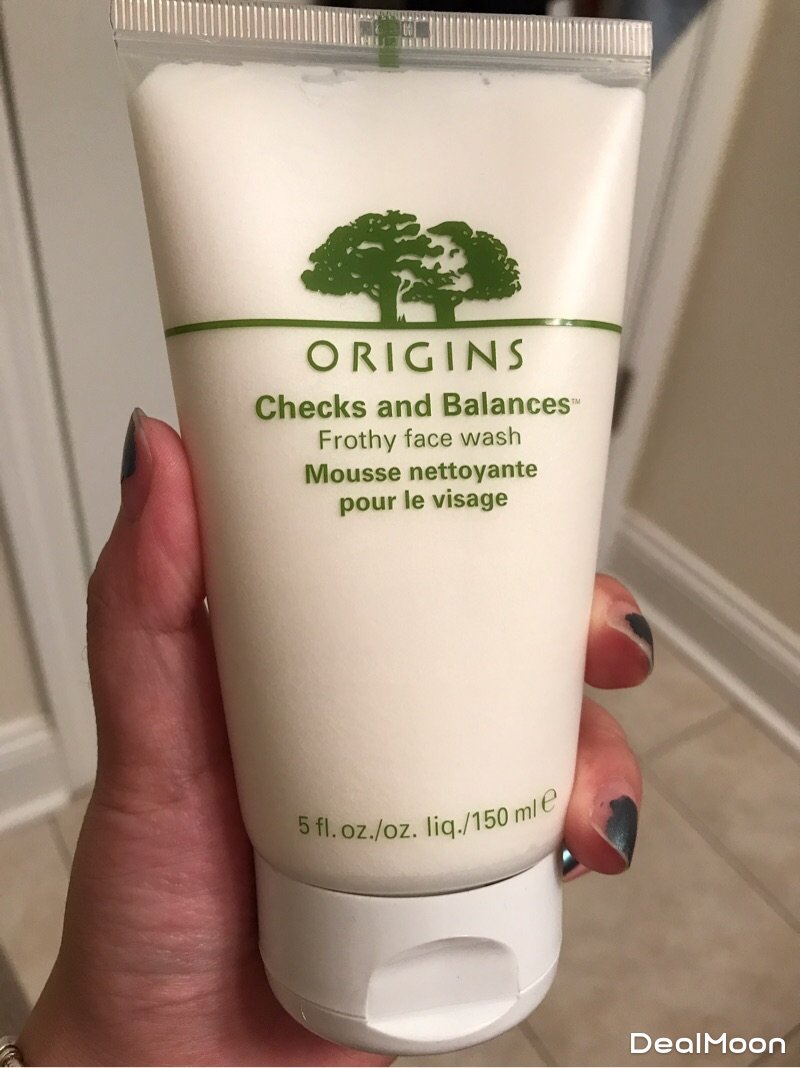 ORIGINS
Checks and Balances™
Frothy face wash
Mousse nettoyante
pour le visage
5 fl. oz./oz. liq./150 ml ℮
DealMoon